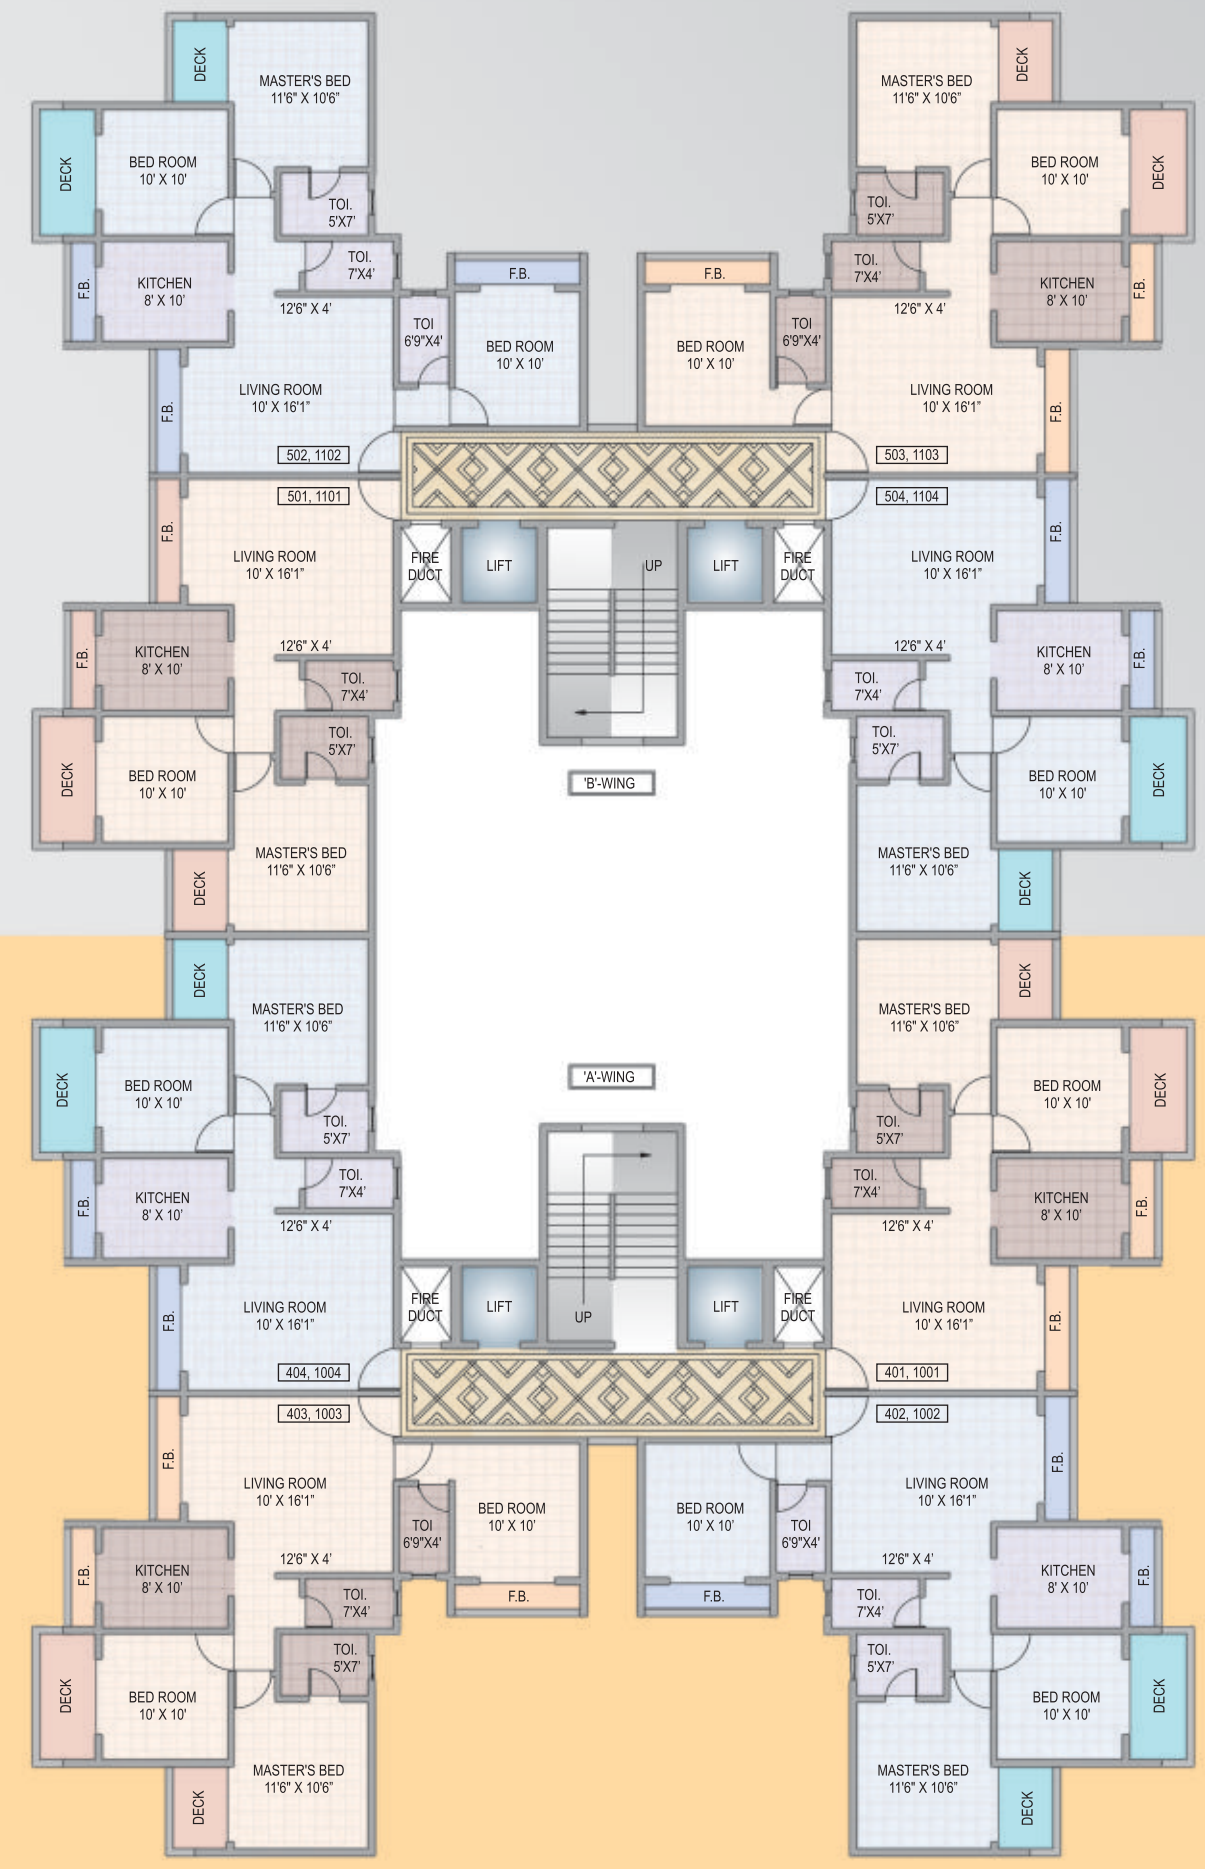 DECK
MASTER'S BED
11'6" X 10'6"
DECK
BED ROOM
10' X 10'
TOI.
5'X7'
TOI.
7'X4'
KITCHEN
8' X 10'
F.B.
12'6" X 4'
TOI
6'9"X4'
F.B.
BED ROOM
10' X 10'
LIVING ROOM
10' X 16'1"
F.B.
502, 1102
MASTER'S BED
11'6" X 10'6"
DECK
BED ROOM
10' X 10'
DECK
TOI.
5'X7'
TOI.
7'X4'
KITCHEN
8' X 10'
F.B.
12'6" X 4'
F.B.
BED ROOM
10' X 10'
TOI
6'9"X4'
LIVING ROOM
10' X 16'1"
F.B.
503, 1103
501, 1101
F.B.
LIVING ROOM
10' X 16'1"
12'6" X 4'
F.B.
KITCHEN
8' X 10'
TOI.
7'X4'
TOI.
5'X7'
DECK
BED ROOM
10' X 10'
MASTER'S BED
11'6" X 10'6"
DECK
FIRE
DUCT
LIFT
UP
LIFT
FIRE
DUCT
504, 1104
LIVING ROOM
10' X 16'1"
F.B.
12'6" X 4'
KITCHEN
8' X 10'
F.B.
TOI.
7'X4'
TOI.
5'X7'
BED ROOM
10' X 10'
DECK
MASTER'S BED
11'6" X 10'6"
DECK
'B'-WING
'A'-WING
DECK
MASTER'S BED
11'6" X 10'6"
DECK
BED ROOM
10' X 10'
TOI.
5'X7'
TOI.
7'X4'
F.B.
KITCHEN
8' X 10'
12'6" X 4'
F.B.
LIVING ROOM
10' X 16'1"
404, 1004
FIRE
DUCT
LIFT
UP
LIFT
FIRE
DUCT
MASTER'S BED
11'6" X 10'6"
DECK
BED ROOM
10' X 10'
DECK
TOI.
5'X7'
TOI.
7'X4'
KITCHEN
8' X 10'
F.B.
12'6" X 4'
LIVING ROOM
10' X 16'1"
F.B.
401, 1001
403, 1003
F.B.
LIVING ROOM
10' X 16'1"
TOI
6'9"X4'
BED ROOM
10' X 10'
F.B.
12'6" X 4'
F.B.
KITCHEN
8' X 10'
TOI.
7'X4'
TOI.
5'X7'
DECK
BED ROOM
10' X 10'
MASTER'S BED
11'6" X 10'6"
DECK
402, 1002
BED ROOM
10' X 10'
F.B.
TOI
6'9"X4'
LIVING ROOM
10' X 16'1"
F.B.
12'6" X 4'
KITCHEN
8' X 10'
F.B.
TOI.
7'X4'
TOI.
5'X7'
BED ROOM
10' X 10'
DECK
MASTER'S BED
11'6" X 10'6"
DECK